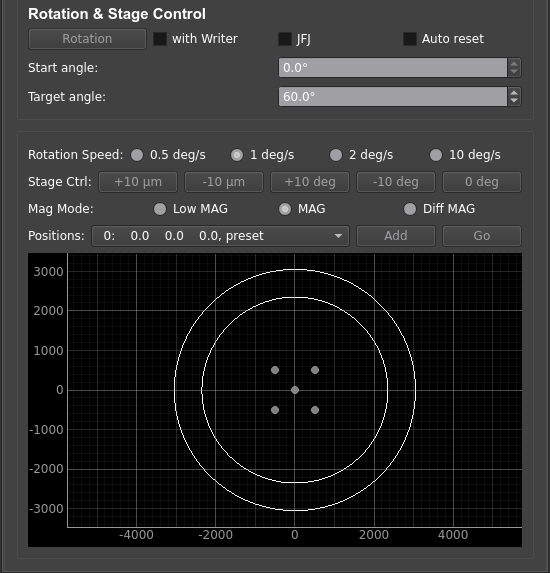 Rotation & Stage Control
Rotation with Writer JFJ Auto reset
Start angle: 0.0°
Target angle: 60.0°
Rotation Speed: 0.5 deg/s 1 deg/s 2 deg/s 10 deg/s
Stage Ctrl: +10 µm -10 µm +10 deg -10 deg 0 deg
Mag Mode: Low MAG MAG Diff MAG
Positions: 0: 0.0 0.0 0.0, preset Add Go
3000
2000
1000
0
-1000
-2000
-3000
-4000 -2000 0 2000 4000